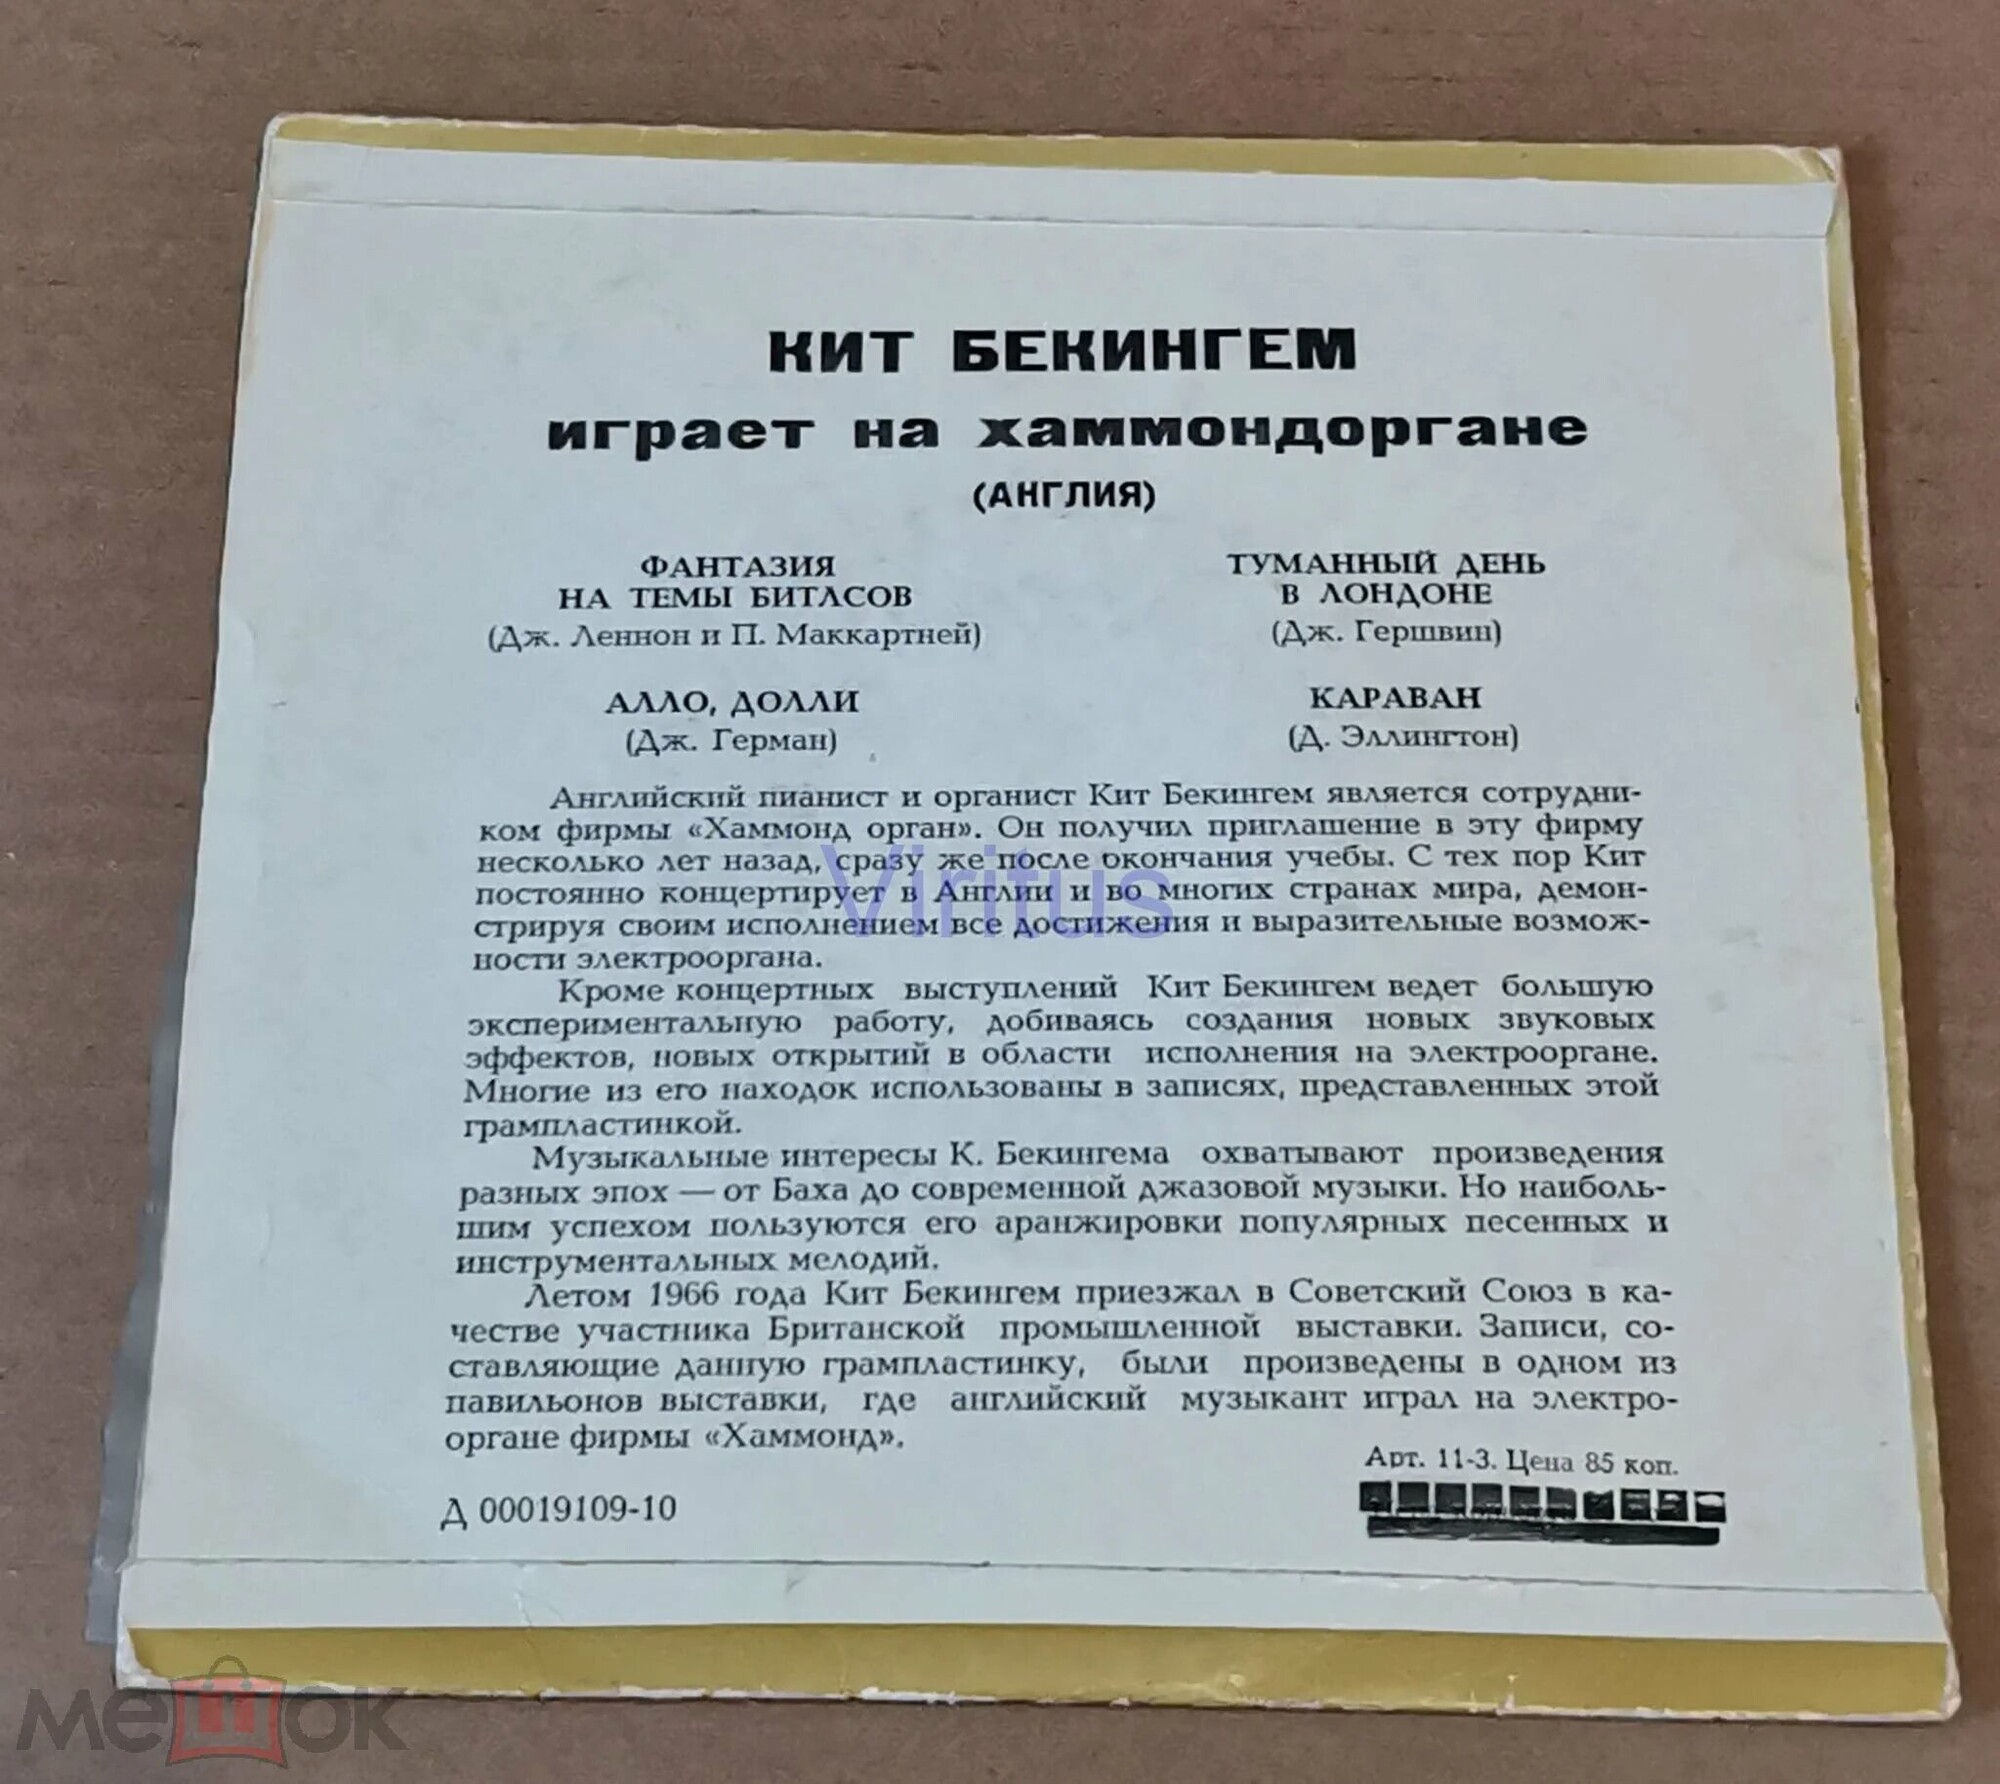 КИТ БЕКИНГЕМ
играет на хаммондоргане
(АНГЛИЯ)
ФАНТАЗИЯ
НА ТЕМЫ БИТЛСОВ
(Дж. Леннон и П. Маккартней)
АЛЛО, ДОЛЛИ
(Дж. Герман)
ТУМАННЫЙ ДЕНЬ
В ЛОНДОНЕ
(Дж. Гершвин)
КАРАВАН
(Д. Эллингтон)
Английский пианист и органист Кит Бекингем является сотрудни-
ком фирмы «Хаммонд орган». Он получил приглашение в эту фирму
несколько лет назад, сразу же после окончания учебы. С тех пор Кит
постоянно концертирует в Англии и во многих странах мира, демон-
стрируя своим исполнением все достижения и выразительные возмож-
ности электрооргана.
Кроме концертных выступлений Кит Бекингем ведет большую
экспериментальную работу, добиваясь создания новых звуковых
эффектов, новых открытий в области исполнения на электрооргане.
Многие из его находок использованы в записях, представленных этой
грампластинкой.
Музыкальные интересы К. Бекингема охватывают произведения
разных эпох — от Баха до современной джазовой музыки. Но наиболь-
шим успехом пользуются его аранжировки популярных песенных и
инструментальных мелодий.
Летом 1966 года Кит Бекингем приезжал в Советский Союз в ка-
честве участника Британской промышленной выставки. Записи, со-
ставляющие данную грампластинку, были произведены в одном из
павильонов выставки, где английский музыкант играл на электро-
органе фирмы «Хаммонд».
Арт. 11-3. Цена 85 коп.
Д 00019109-10
Viritus
мешок